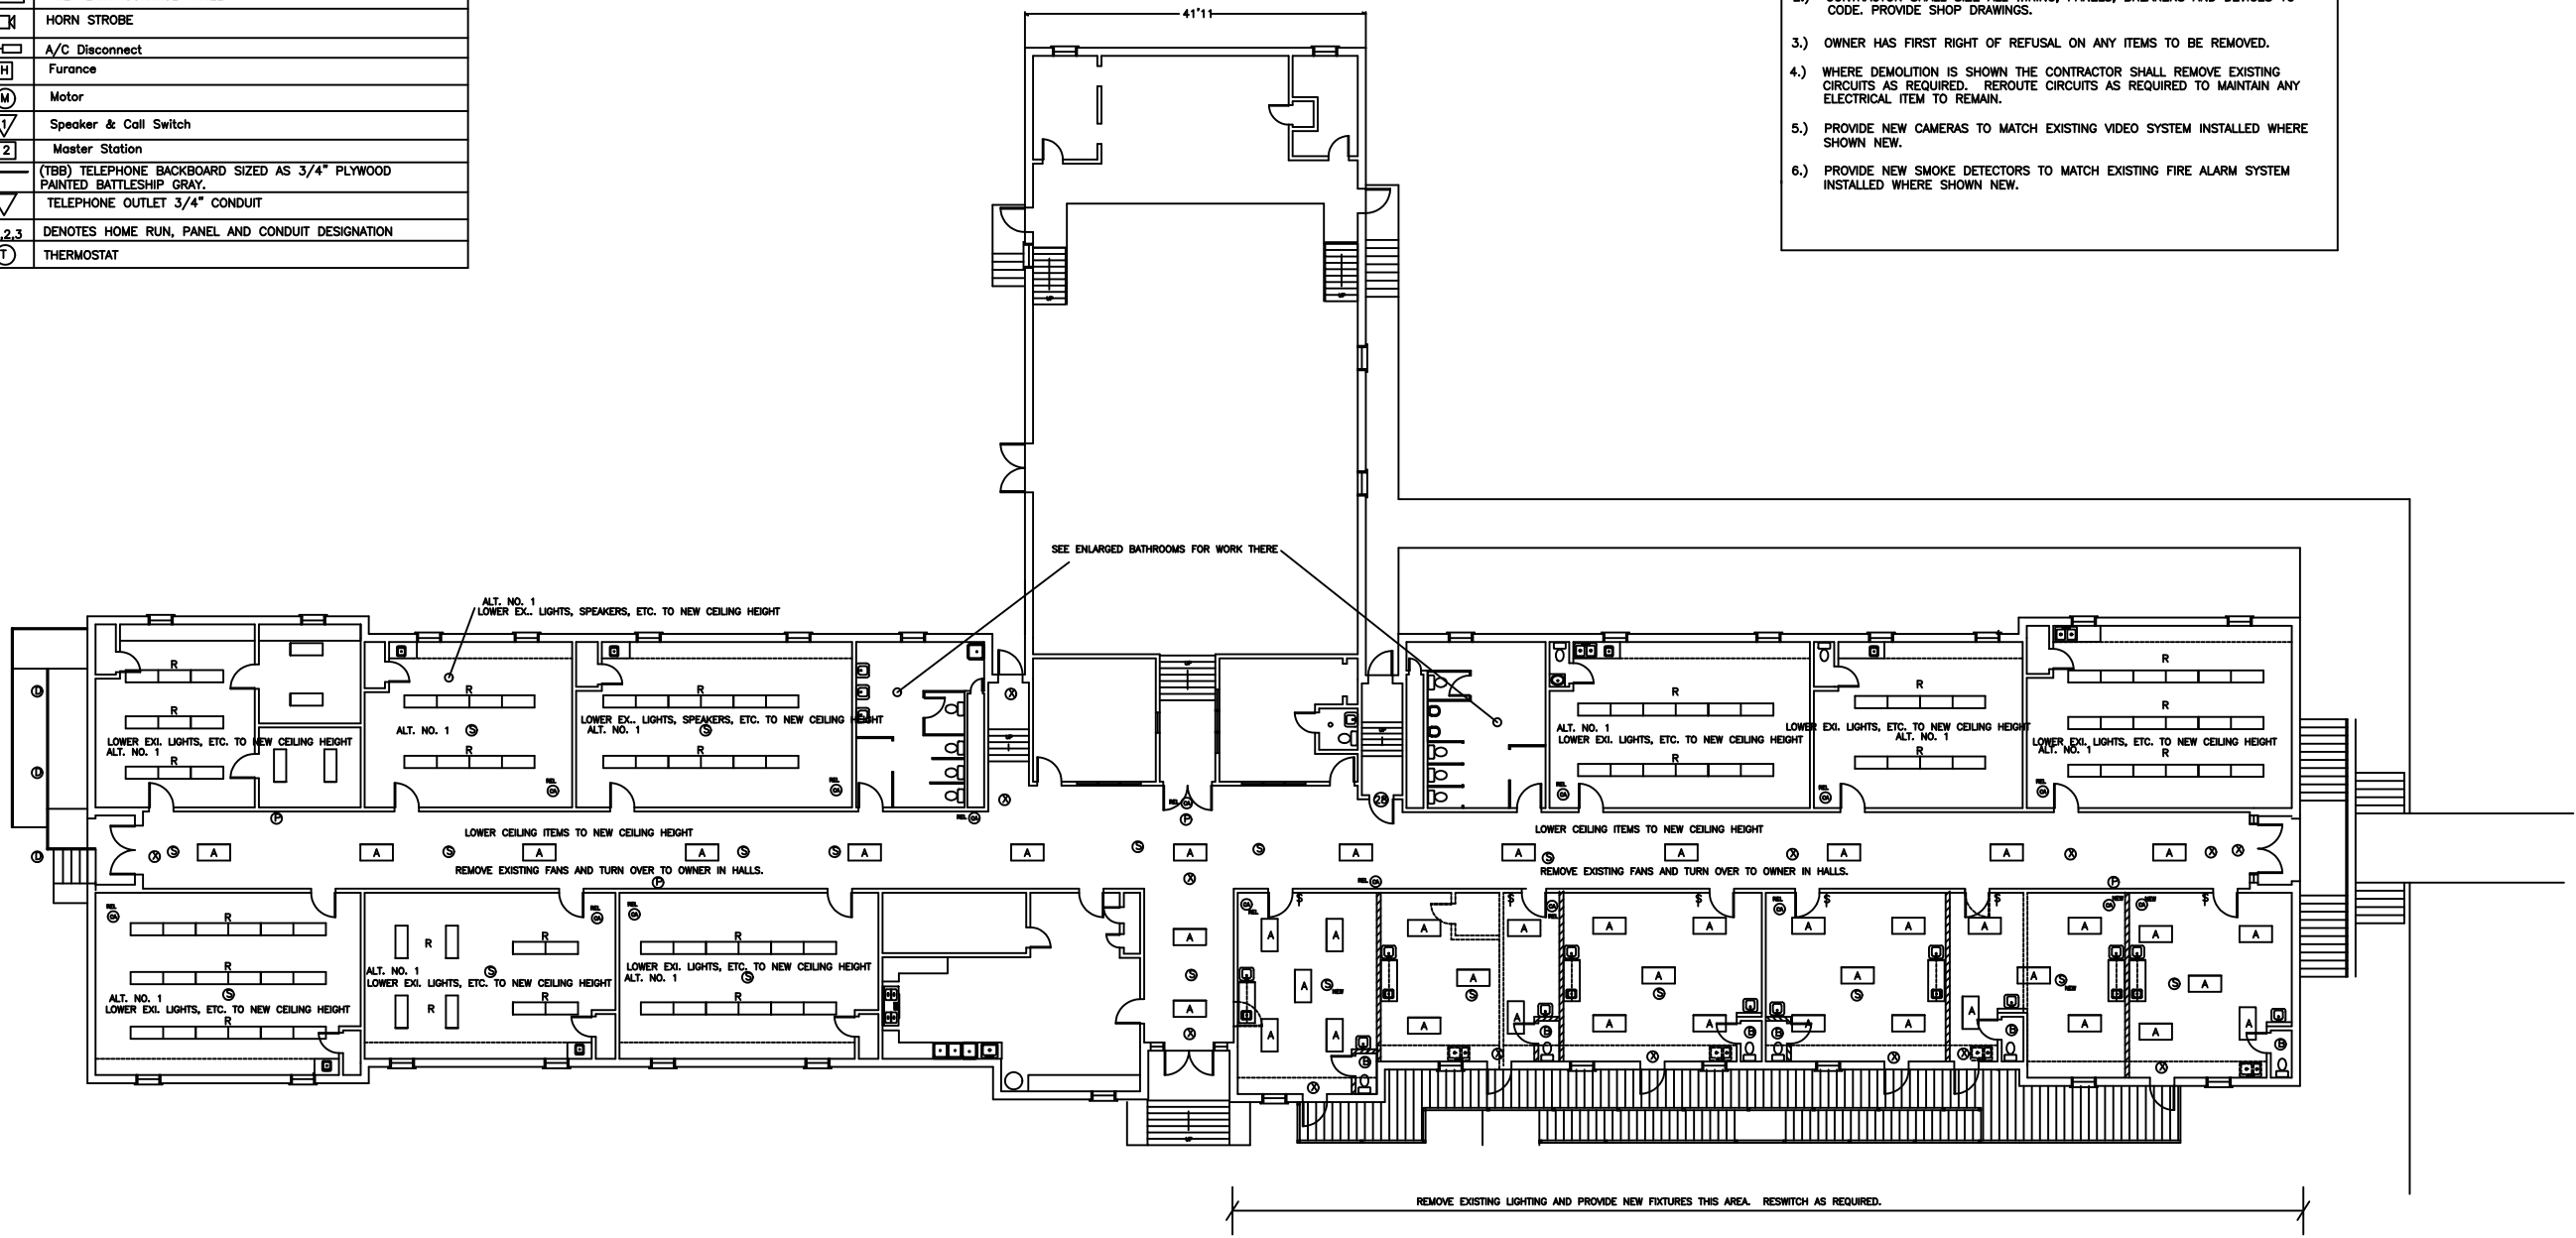 HORN STROBE
A/C Disconnect
H Furance
M Motor
1 Speaker & Call Switch
2 Master Station
(TBB) TELEPHONE BACKBOARD SIZED AS 3/4" PLYWOOD
PAINTED BATTLESHIP GRAY.
TELEPHONE OUTLET 3/4" CONDUIT
,2,3 DENOTES HOME RUN, PANEL AND CONDUIT DESIGNATION
T THERMOSTAT
41'11
CODE. PROVIDE SHOP DRAWINGS.
3.) OWNER HAS FIRST RIGHT OF REFUSAL ON ANY ITEMS TO BE REMOVED.
4.) WHERE DEMOLITION IS SHOWN THE CONTRACTOR SHALL REMOVE EXISTING
CIRCUITS AS REQUIRED. REROUTE CIRCUITS AS REQUIRED TO MAINTAIN ANY
ELECTRICAL ITEM TO REMAIN.
5.) PROVIDE NEW CAMERAS TO MATCH EXISTING VIDEO SYSTEM INSTALLED WHERE
SHOWN NEW.
6.) PROVIDE NEW SMOKE DETECTORS TO MATCH EXISTING FIRE ALARM SYSTEM
INSTALLED WHERE SHOWN NEW.
SEE ENLARGED BATHROOMS FOR WORK THERE
ALT. NO. 1
LOWER EX.. LIGHTS, SPEAKERS, ETC. TO NEW CEILING HEIGHT
LOWER EXI. LIGHTS, ETC. TO NEW CEILING HEIGHT
ALT. NO. 1
ALT. NO. 1
LOWER EX.. LIGHTS, SPEAKERS, ETC. TO NEW CEILING HEIGHT
ALT. NO. 1
ALT. NO. 1
LOWER EXI. LIGHTS, ETC. TO NEW CEILING HEIGHT
LOWER EXI. LIGHTS, ETC. TO NEW CEILING HEIGHT
ALT. NO. 1
LOWER EXI. LIGHTS, ETC. TO NEW CEILING HEIGHT
ALT. NO. 1
LOWER CEILING ITEMS TO NEW CEILING HEIGHT
REMOVE EXISTING FANS AND TURN OVER TO OWNER IN HALLS.
LOWER CEILING ITEMS TO NEW CEILING HEIGHT
REMOVE EXISTING FANS AND TURN OVER TO OWNER IN HALLS.
ALT. NO. 1
LOWER EXI. LIGHTS, ETC. TO NEW CEILING HEIGHT
ALT. NO. 1
LOWER EXI. LIGHTS, ETC. TO NEW CEILING HEIGHT
LOWER EXI. LIGHTS, ETC. TO NEW CEILING HEIGHT
ALT. NO. 1
REMOVE EXISTING LIGHTING AND PROVIDE NEW FIXTURES THIS AREA. RESWITCH AS REQUIRED.